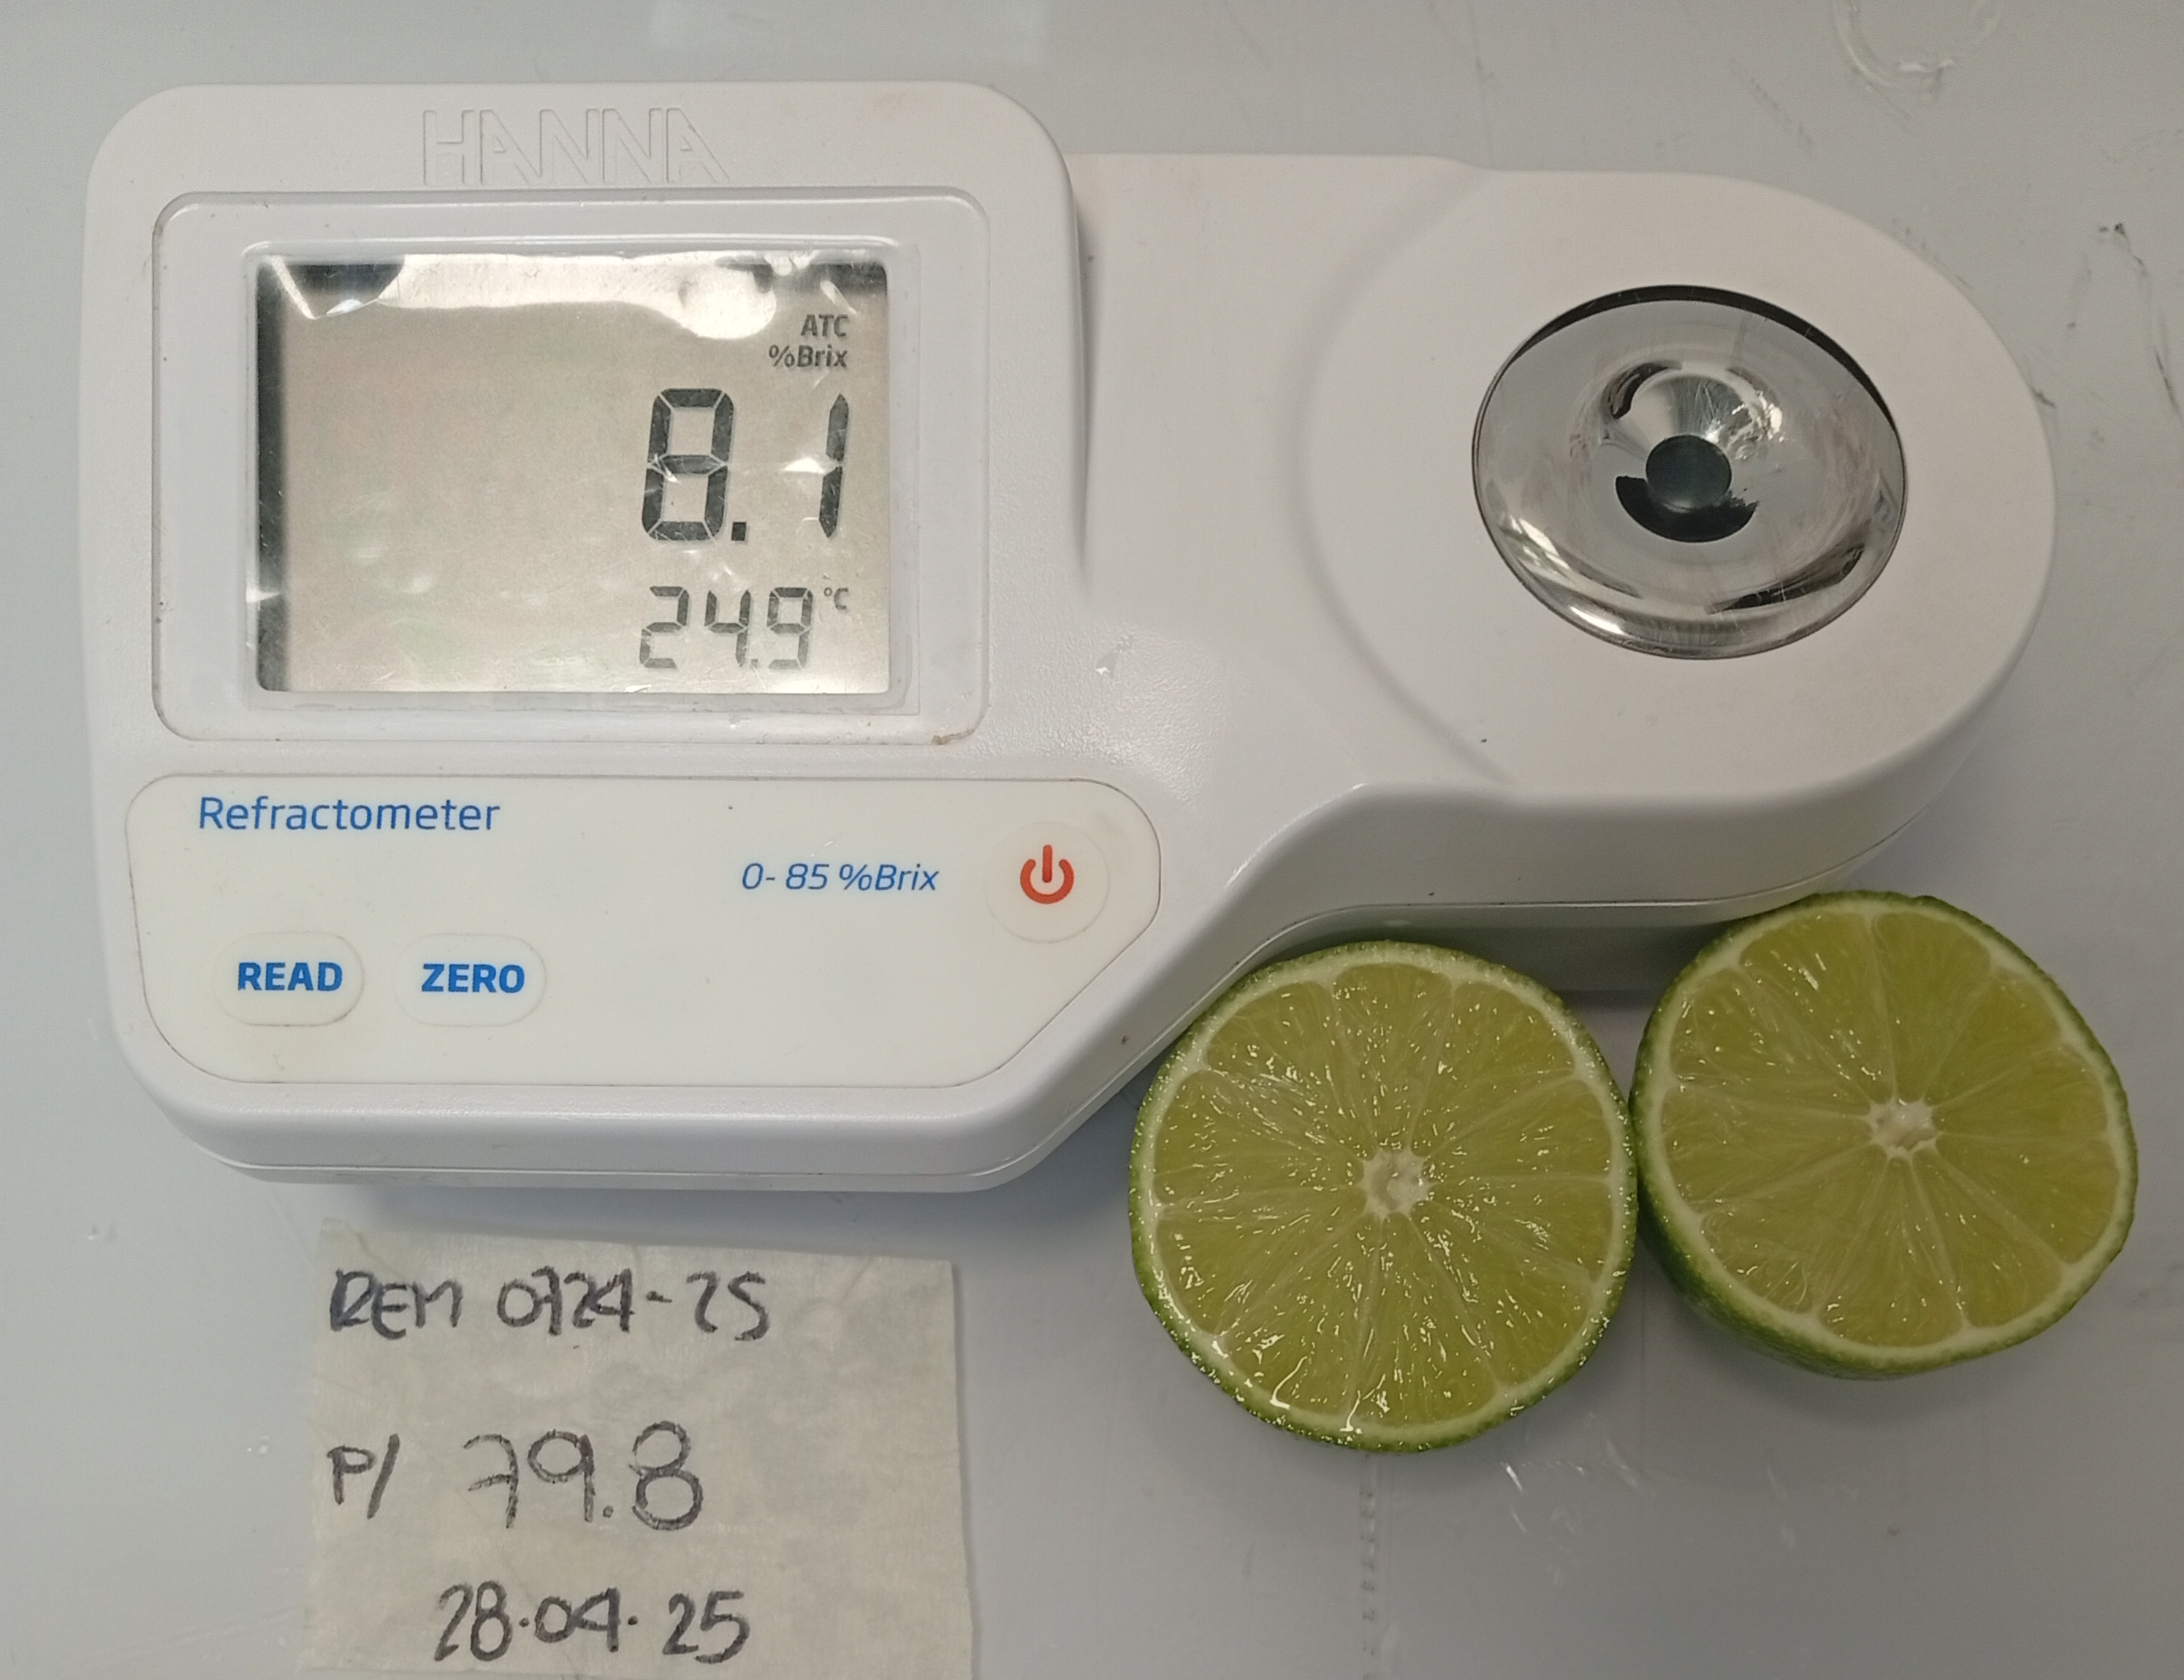 HANNA
ATC
%Brix
8.1
24.9 °C
Refractometer
0- 85 %Brix
READ
ZERO
REM 0724-25
P/ 79.8
28.04.25